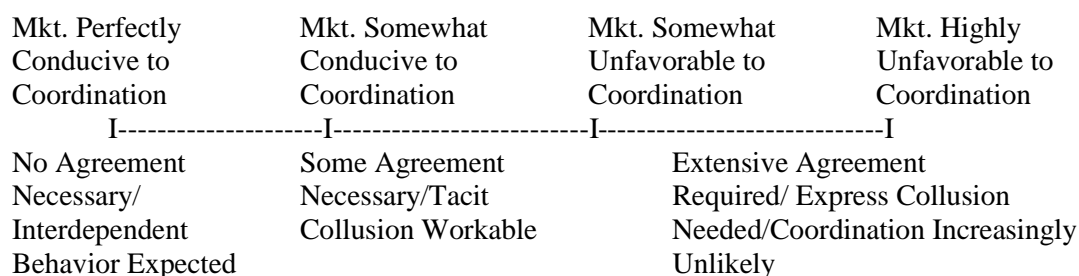 Mkt. Perfectly Mkt. Somewhat Mkt. Somewhat Mkt. Highly
Conducive to Conducive to Unfavorable to Unfavorable to
Coordination Coordination Coordination Coordination
I---------------------I--------------------------I-----------------------------I
No Agreement Some Agreement Extensive Agreement
Necessary/ Necessary/Tacit Required/ Express Collusion
Interdependent Collusion Workable Needed/Coordination Increasingly
Behavior Expected Unlikely